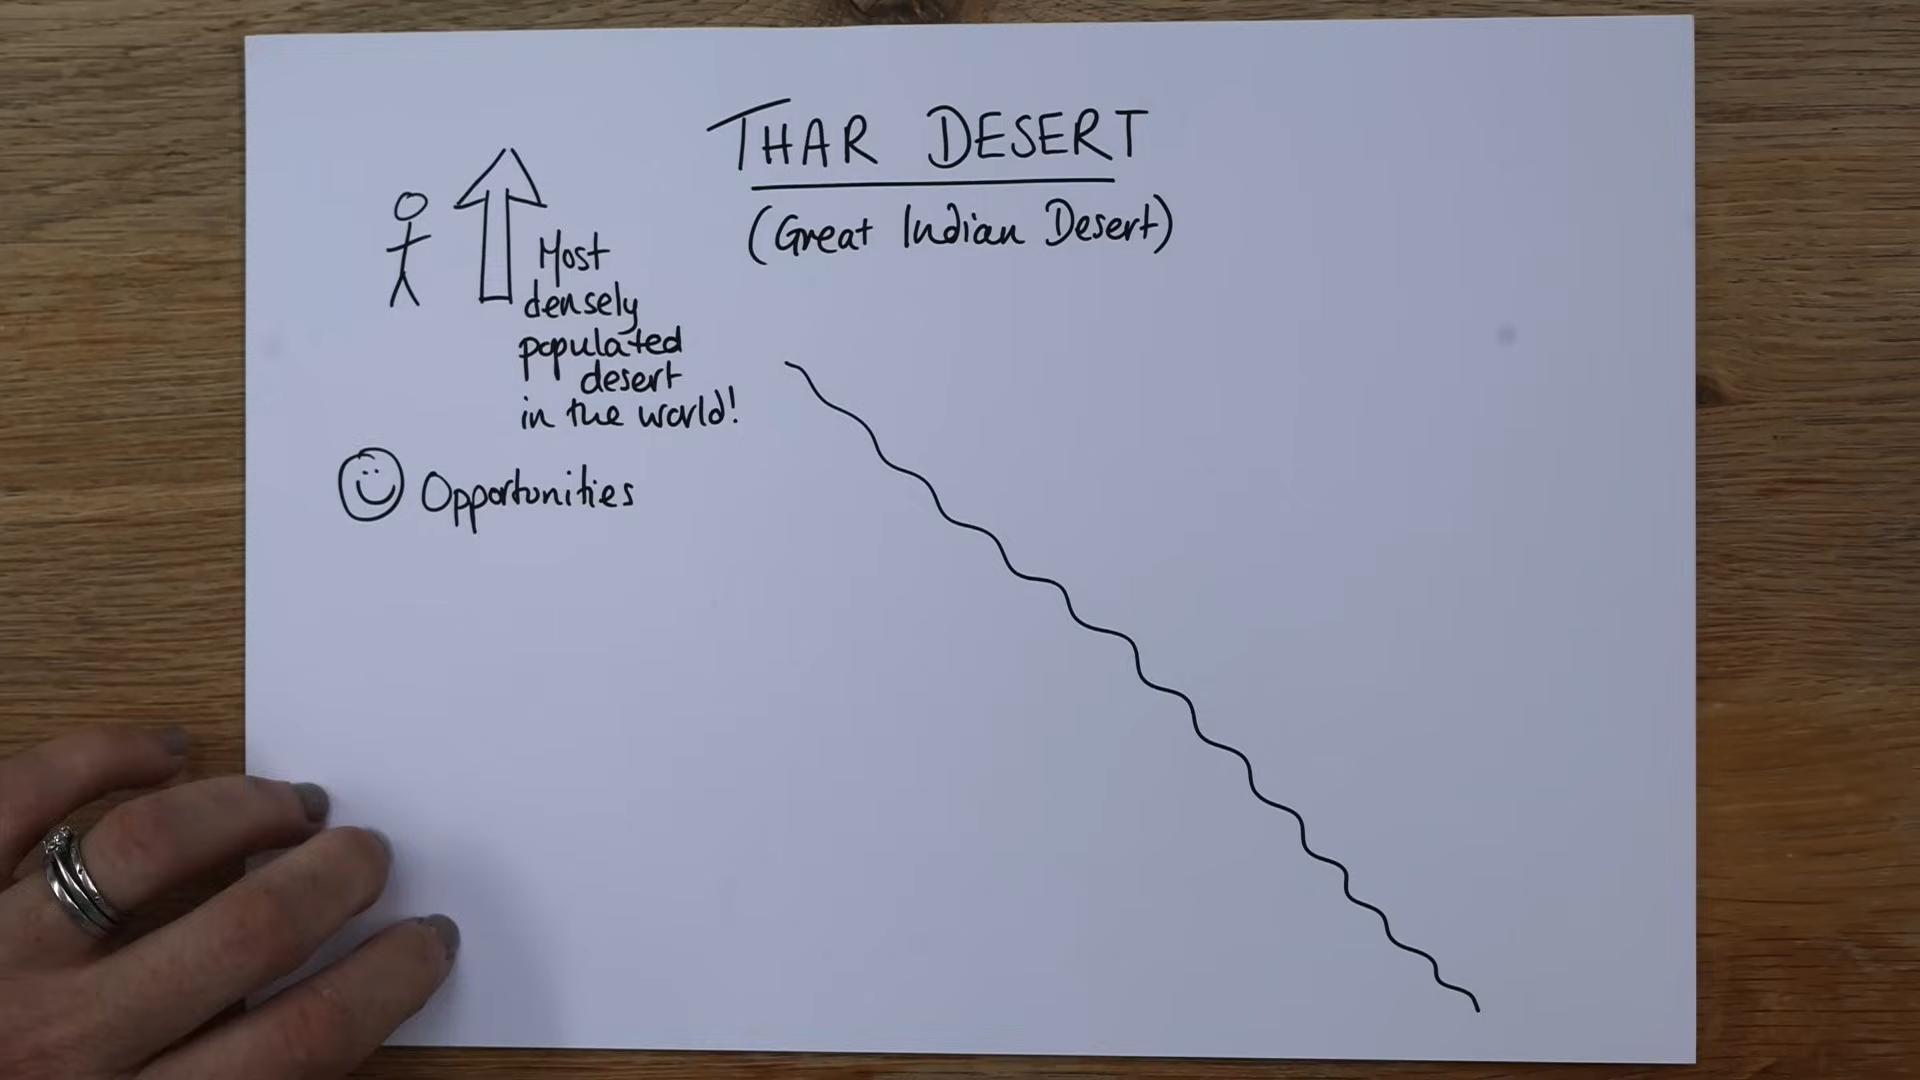 THAR DESERT
(Great Indian Desert)
Most
densely
populated
desert
in the world!
Opportunities